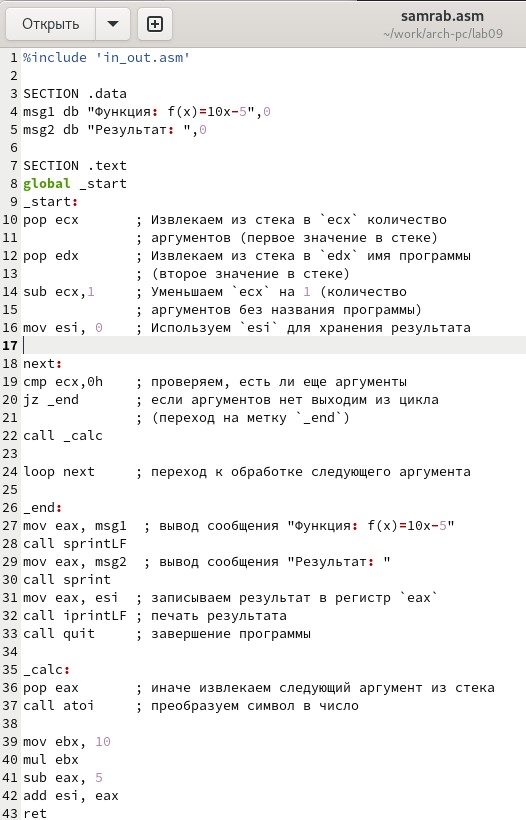 Открыть
samrab.asm
~/work/arch-pc/lab09
1 %include 'in_out.asm'
2
3 SECTION .data
4 msg1 db "Функция: f(x)=10x-5",0
5 msg2 db "Результат: ",0
6
7 SECTION .text
8 global _start
9 _start:
10 pop ecx       ; Извлекаем из стека в `ecx` количество
11               ; аргументов (первое значение в стеке)
12 pop edx       ; Извлекаем из стека в `edx` имя программы
13               ; (второе значение в стеке)
14 sub ecx,1     ; Уменьшаем `ecx` на 1 (количество
15               ; аргументов без названия программы)
16 mov esi, 0    ; Используем `esi` для хранения результата
17
18 next:
19 cmp ecx,0h    ; проверяем, есть ли еще аргументы
20 jz _end       ; если аргументов нет выходим из цикла
21               ; (переход на метку `_end`)
22 call _calc
23
24 loop next     ; переход к обработке следующего аргумента
25
26 _end:
27 mov eax, msg1  ; вывод сообщения "Функция: f(x)=10x-5"
28 call sprintLF
29 mov eax, msg2  ; вывод сообщения "Результат: "
30 call sprint
31 mov eax, esi  ; записываем результат в регистр `eax`
32 call iprintLF ; печать результата
33 call quit     ; завершение программы
34
35 _calc:
36 pop eax       ; иначе извлекаем следующий аргумент из стека
37 call atoi     ; преобразуем символ в число
38
39 mov ebx, 10
40 mul ebx
41 sub eax, 5
42 add esi, eax
43 ret